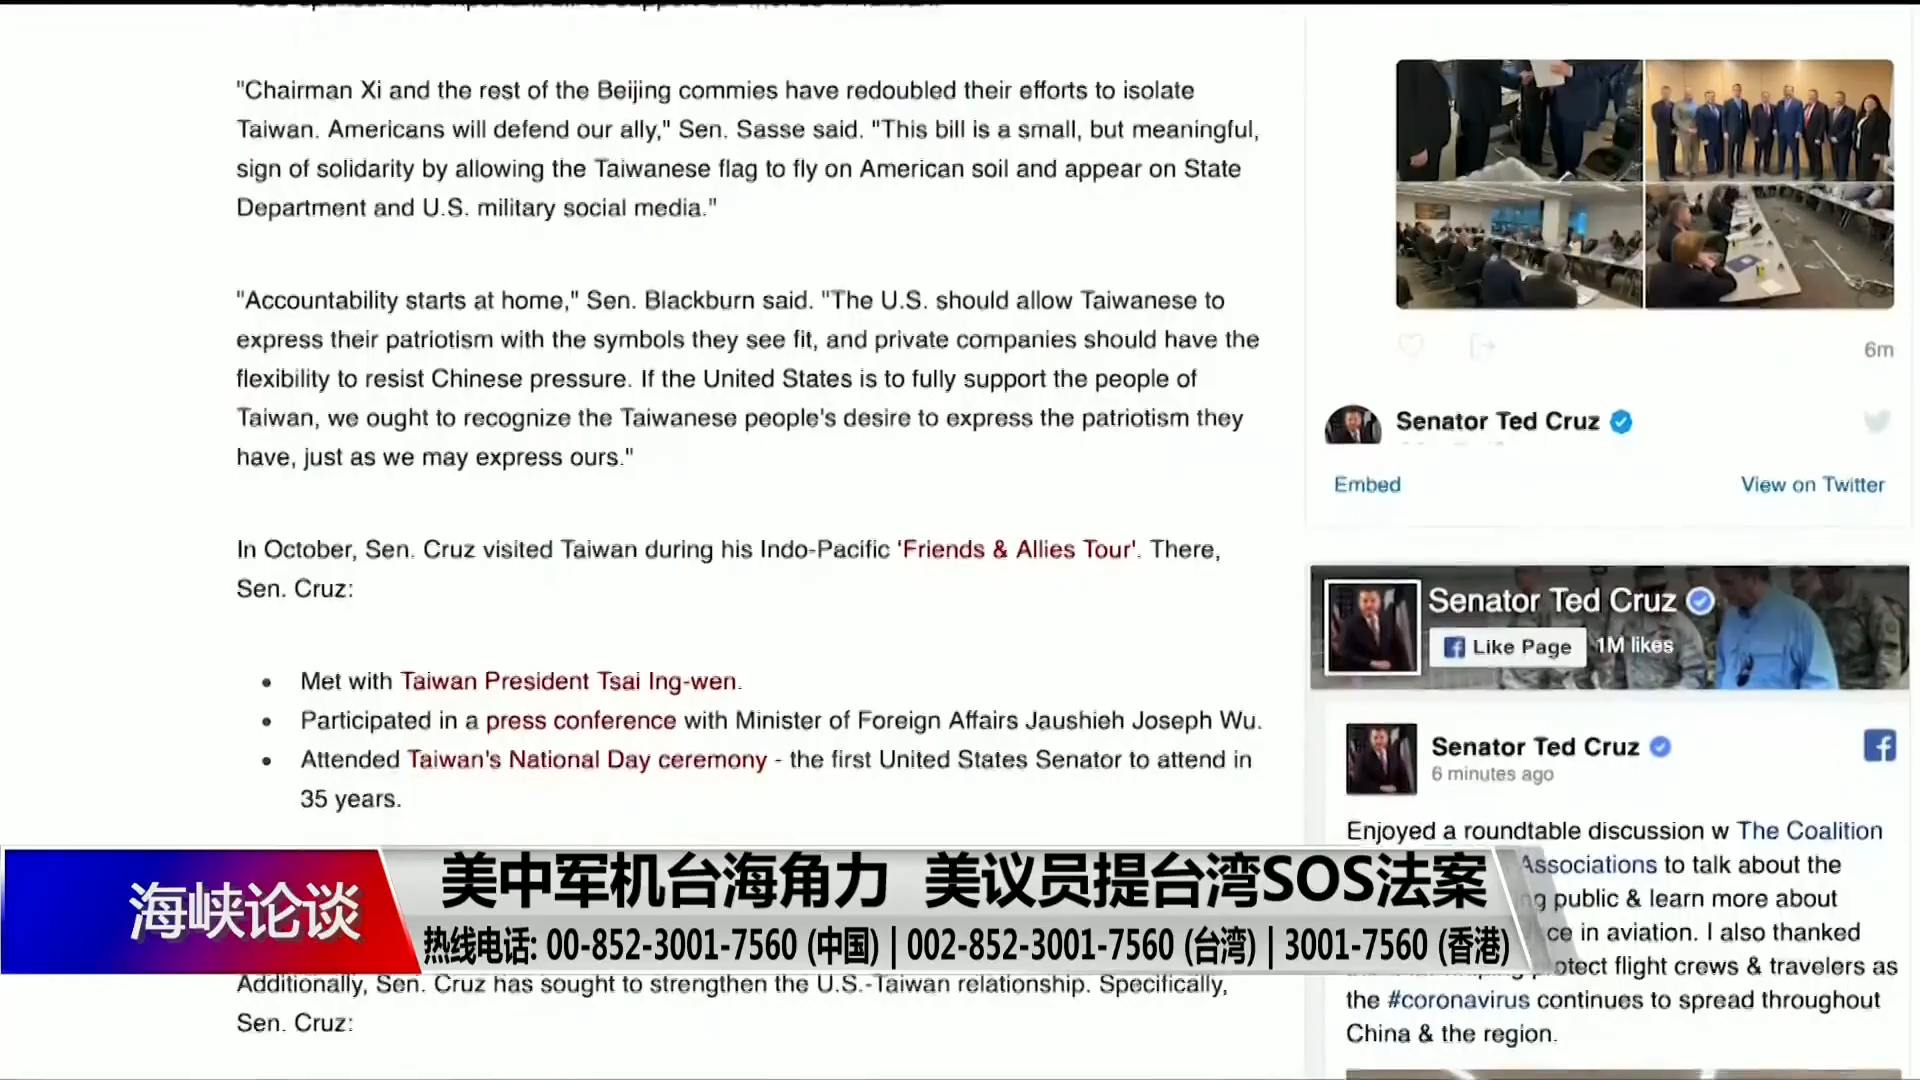 "Chairman Xi and the rest of the Beijing commies have redoubled their efforts to isolate
Taiwan. Americans will defend our ally," Sen. Sasse said. "This bill is a small, but meaningful,
sign of solidarity by allowing the Taiwanese flag to fly on American soil and appear on State
Department and U.S. military social media."
"Accountability starts at home," Sen. Blackburn said. "The U.S. should allow Taiwanese to
express their patriotism with the symbols they see fit, and private companies should have the
flexibility to resist Chinese pressure. If the United States is to fully support the people of
Taiwan, we ought to recognize the Taiwanese people's desire to express the patriotism they
have, just as we may express ours."
In October, Sen. Cruz visited Taiwan during his Indo-Pacific 'Friends & Allies Tour'. There,
Sen. Cruz:
• Met with Taiwan President Tsai Ing-wen.
• Participated in a press conference with Minister of Foreign Affairs Jaushieh Joseph Wu.
• Attended Taiwan's National Day ceremony - the first United States Senator to attend in
35 years.
Additionally, Sen. Cruz has sought to strengthen the U.S.-Taiwan relationship. Specifically,
Sen. Cruz:
6m
Senator Ted Cruz
Embed
View on Twitter
Senator Ted Cruz
Like Page
1M likes
Senator Ted Cruz
6 minutes ago
Enjoyed a roundtable discussion w The Coalition
Associations to talk about the
public & learn more about
in aviation. I also thanked
flight crews & travelers as
the #coronavirus continues to spread throughout
China & the region.
海峡论谈
美中军机台海角力 美议员提台湾SOS法案
热线电话: 00-852-3001-7560 (中国) | 002-852-3001-7560 (台湾) | 3001-7560 (香港)